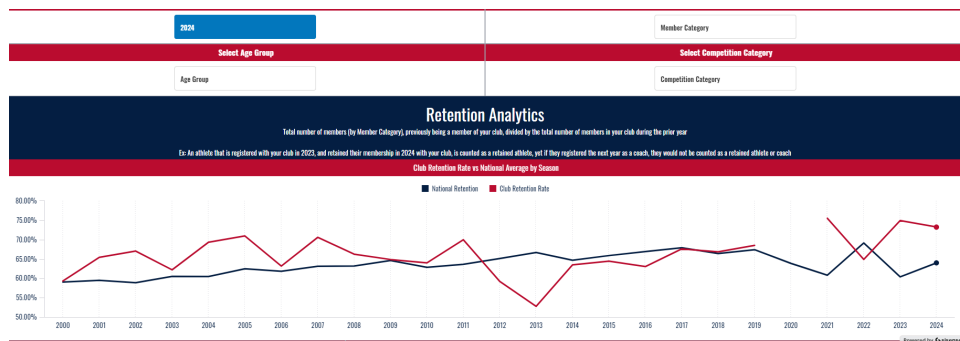 2024
Member Category
Select Age Group
Select Competition Category
Age Group
Competition Category
Retention Analytics
Total number of members (by Member Category), previously being a member of your club, divided by the total number of members in your club during the prior year
Ex: An athlete that is registered with your club in 2023, and retained their membership in 2024 with your club, is counted as a retained athlete, yet if they registered the next year as a coach, they would not be counted as a retained athlete or coach
Club Retention Rate vs National Average by Season
National Retention
Club Retention Rate
80.00%
75.00%
70.00%
65.00%
60.00%
55.00%
50.00%
2000 2001 2002 2003 2004 2005 2006 2007 2008 2009 2010 2011 2012 2013 2014 2015 2016 2017 2018 2019 2020 2021 2022 2023 2024
Powered by